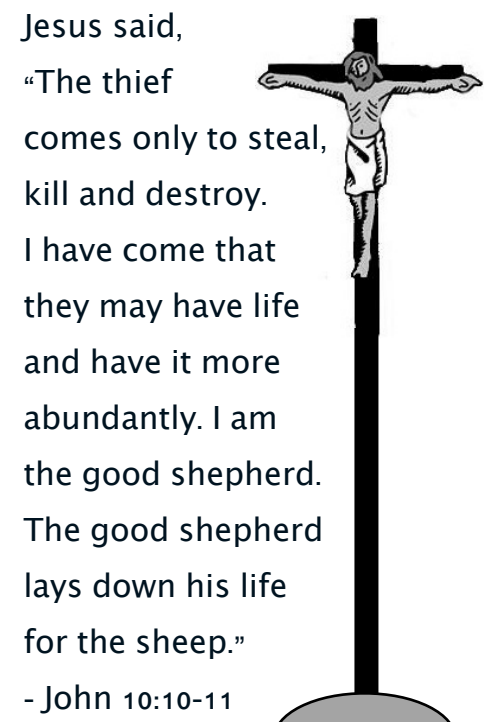 Jesus said,
“The thief
comes only to steal,
kill and destroy.
I have come that
they may have life
and have it more
abundantly. I am
the good shepherd.
The good shepherd
lays down his life
for the sheep.”
- John 10:10-11